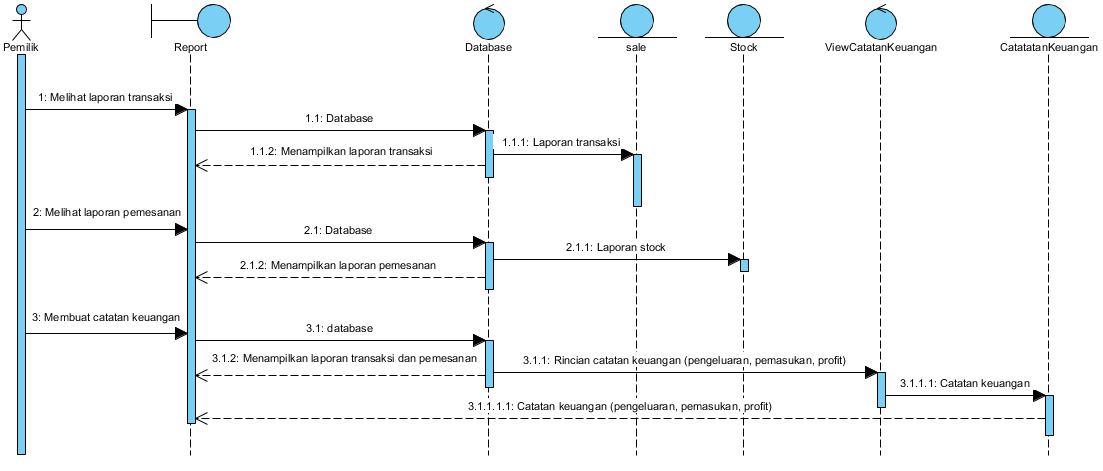 Pemilik
Report
Database
sale
Stock
ViewCatatanKeuangan
CatatatanKeuangan
1: Melihat laporan transaksi
1.1: Database
1.1.1: Laporan transaksi
1.1.2: Menampilkan laporan transaksi
2: Melihat laporan pemesanan
2.1: Database
2.1.1: Laporan stock
2.1.2: Menampilkan laporan pemesanan
3: Membuat catatan keuangan
3.1: database
3.1.2: Menampilkan laporan transaksi dan pemesanan
3.1.1: Rincian catatan keuangan (pengeluaran, pemasukan, profit)
3.1.1.1: Catatan keuangan
3.1.1.1.1: Catatan keuangan (pengeluaran, pemasukan, profit)